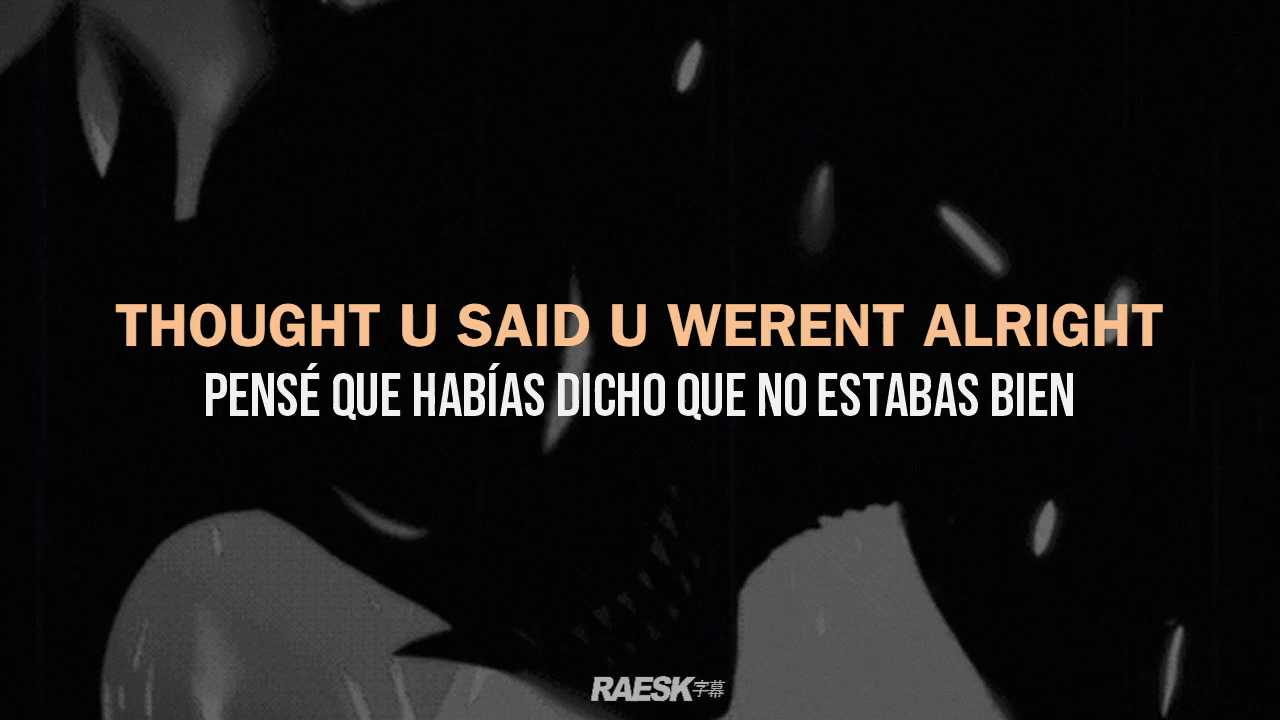 THOUGHT U SAID U WERENT ALRIGHT
PENSÉ QUE HABÍAS DICHO QUE NO ESTABAS BIEN
RAESK字幕